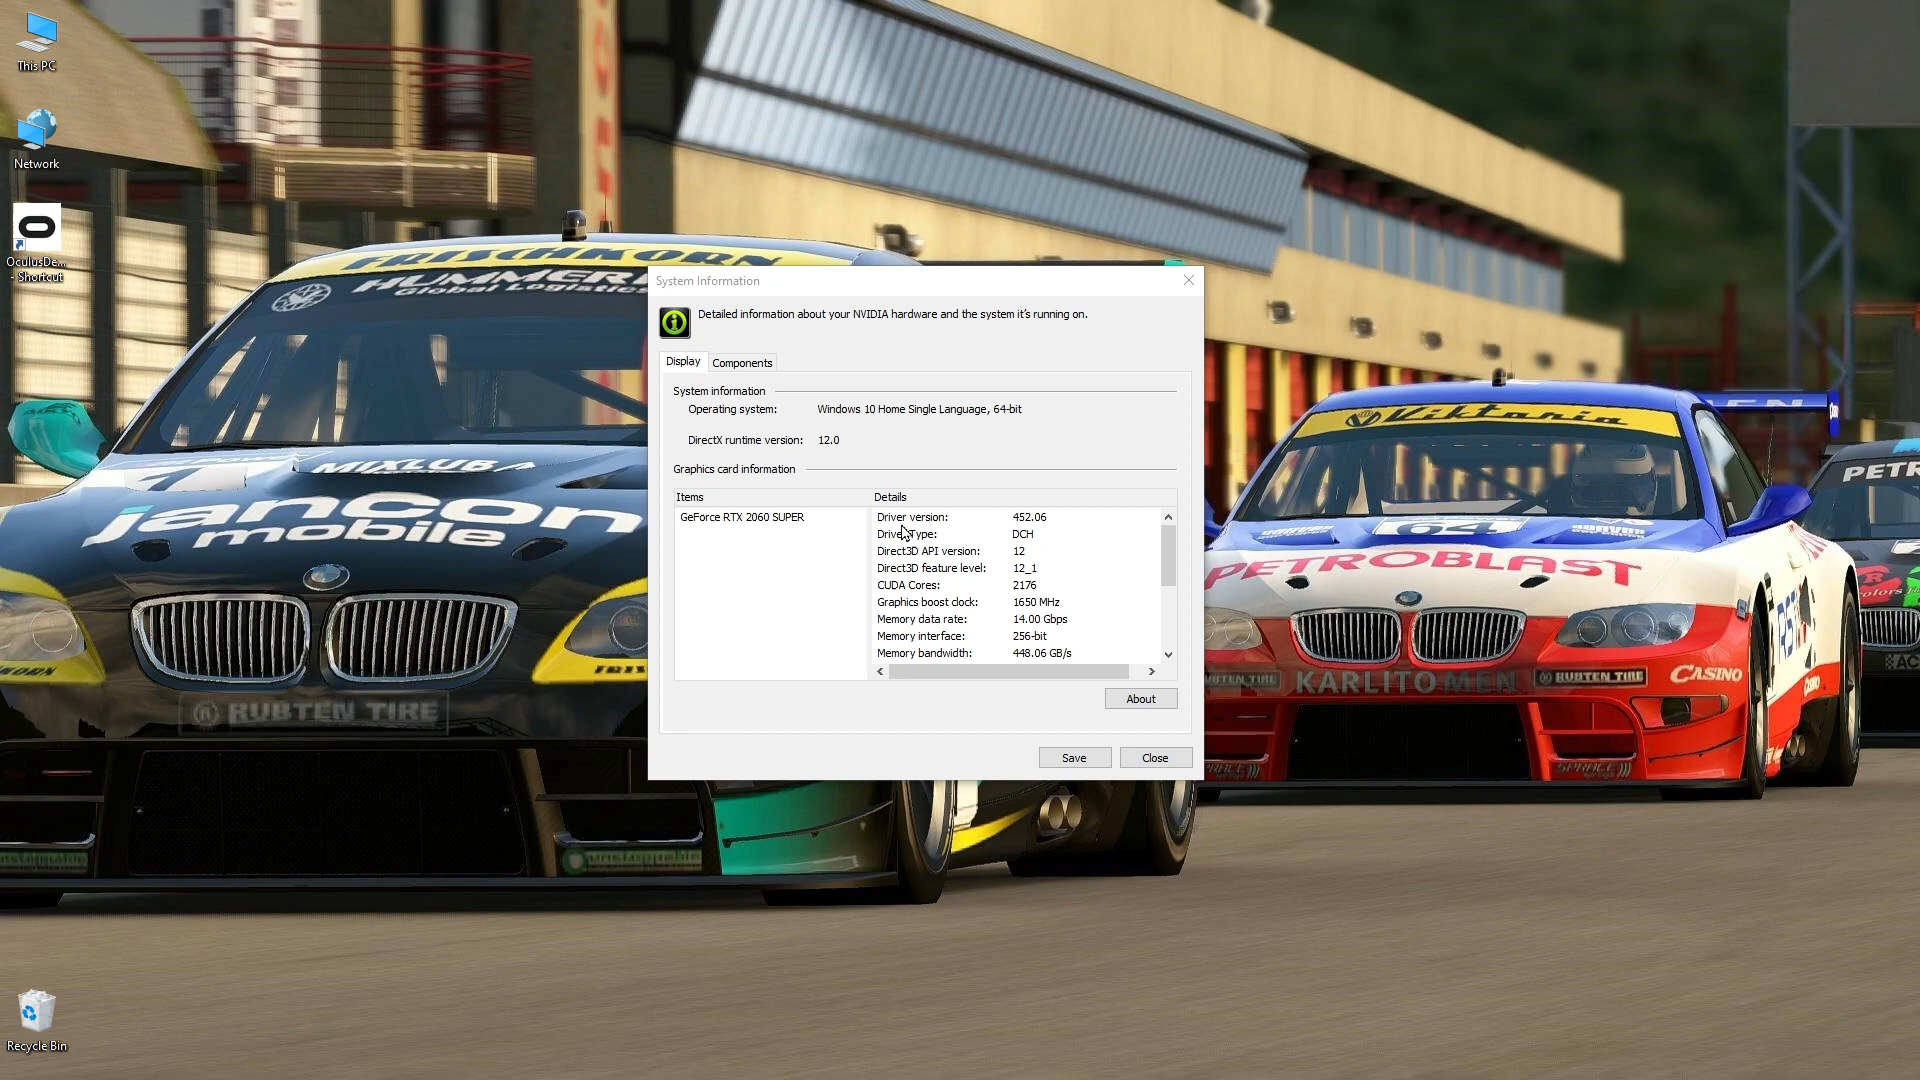 This PC
Network
OculusDe...
- Shortcut
Recycle Bin
FRISCHKORN
HUMMER
Global Logistics
MIXLUB
jancon
mobile
RUBTEN TIRE
System Information
Detailed information about your NVIDIA hardware and the system it's running on.
Display
Components
System information
Operating system: Windows 10 Home Single Language, 64-bit
DirectX runtime version: 12.0
Graphics card information
Items Details
GeForce RTX 2060 SUPER
Driver version: 452.06
Driver Type: DCH
Direct3D API version: 12
Direct3D feature level: 12_1
CUDA Cores: 2176
Graphics boost clock: 1650 MHz
Memory data rate: 14.00 Gbps
Memory interface: 256-bit
Memory bandwidth: 448.06 GB/s
About
Save
Close
Viktoria
64
PETROBLAST
RUBTEN TIRE
KARLITOMEN
RUBTEN TIRE
CASINO
PETR